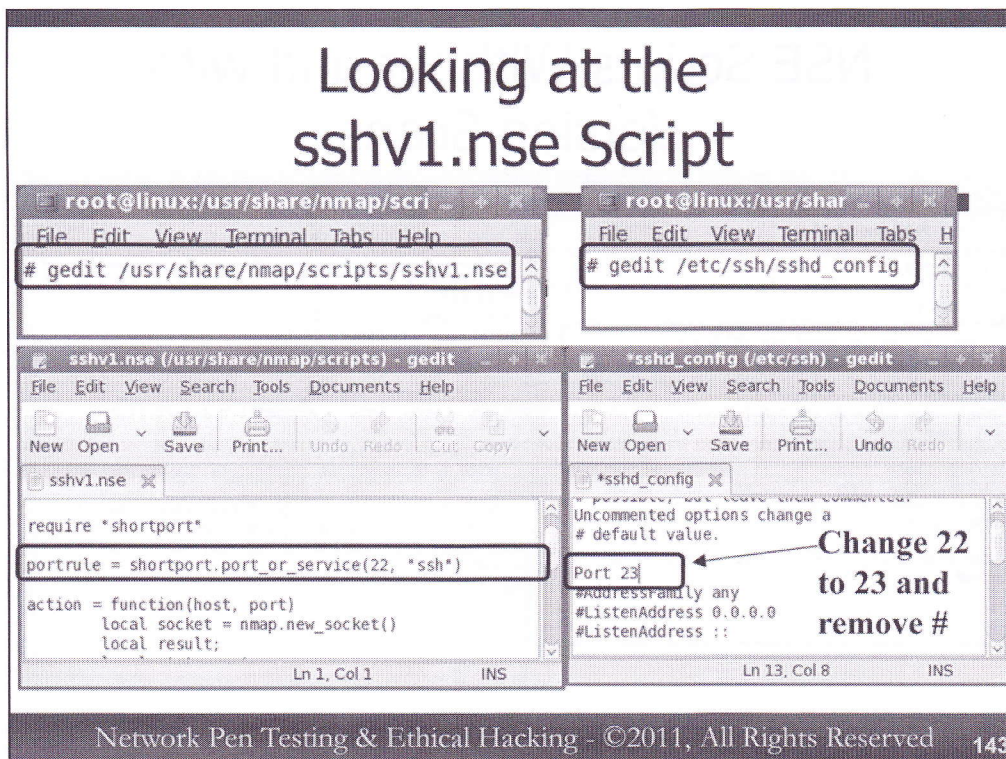 Looking at the
sshv1.nse Script
root@linux:/usr/share/nmap/scri
File Edit View Terminal Tabs Help
# gedit /usr/share/nmap/scripts/sshv1.nse
root@linux:/usr/shar
File Edit View Terminal Tabs H
# gedit /etc/ssh/sshd_config
sshv1.nse (/usr/share/nmap/scripts) - gedit
File Edit View Search Tools Documents Help
New Open Save Print... Undo Redo Cut Copy
sshv1.nse
require "shortport"
portrule = shortport.port_or_service(22, "ssh")
action = function(host, port)
local socket = nmap.new_socket()
local result;
Ln 1, Col 1 INS
*sshd_config (/etc/ssh) - gedit
File Edit View Search Tools Documents Help
New Open Save Print... Undo Redo
*sshd_config
# possible, but leave them commented.
Uncommented options change a
# default value.
Port 23
#AddressFamily any
#ListenAddress 0.0.0.0
#ListenAddress ::
Change 22
to 23 and
remove #
Ln 13, Col 8 INS
Network Pen Testing & Ethical Hacking - ©2011, All Rights Reserved 143